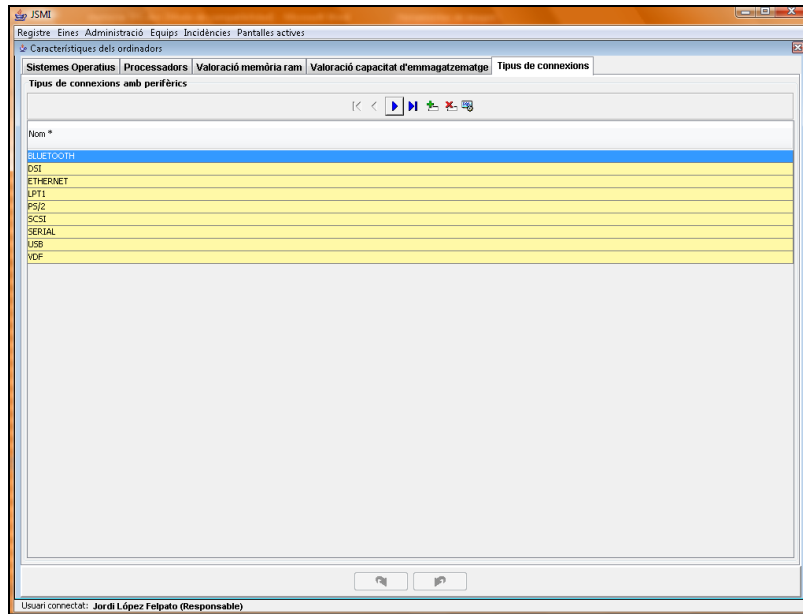 JSMI
Registre Eines Administració Equips Incidències Pantalles actives
Característiques dels ordinadors
Sistemes Operatius Processadors Valoració memòria ram Valoració capacitat d'emmagatzematge Tipus de connexions
Tipus de connexions amb perifèrics
Nom *
BLUETOOTH
DSI
ETHERNET
LPT1
PS/2
SCSI
SERIAL
USB
VDF
Usuari connectat: Jordi López Felpato (Responsable)